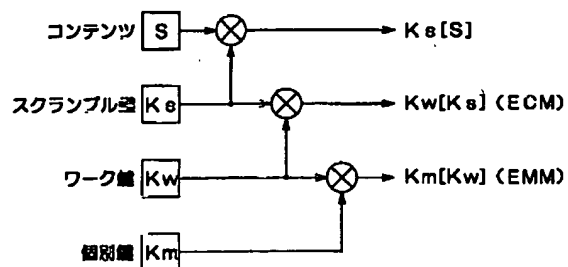 コンテンツ S Ks[S]
スクランブル鍵 Ks Kw[Ks] (ECM)
ワーク鍵 Kw Km[Kw] (EMM)
個別鍵 Km